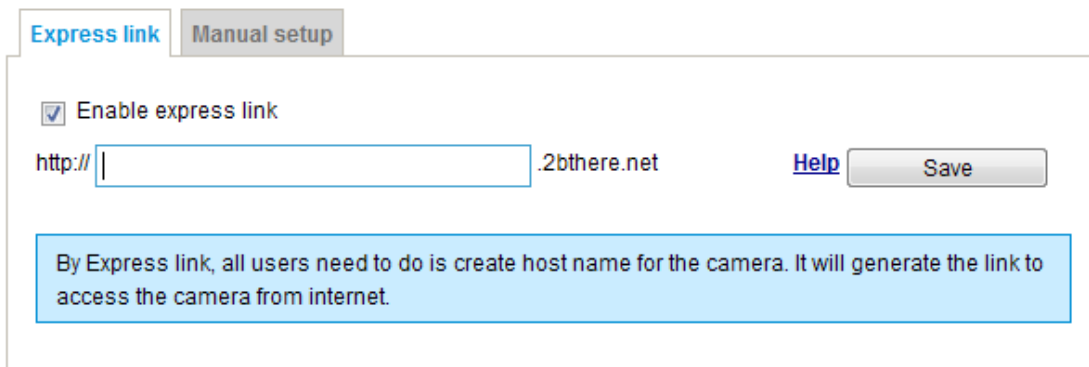 Express link Manual setup
Enable express link
http:// .2bthere.net Help Save
By Express link, all users need to do is create host name for the camera. It will generate the link to
access the camera from internet.